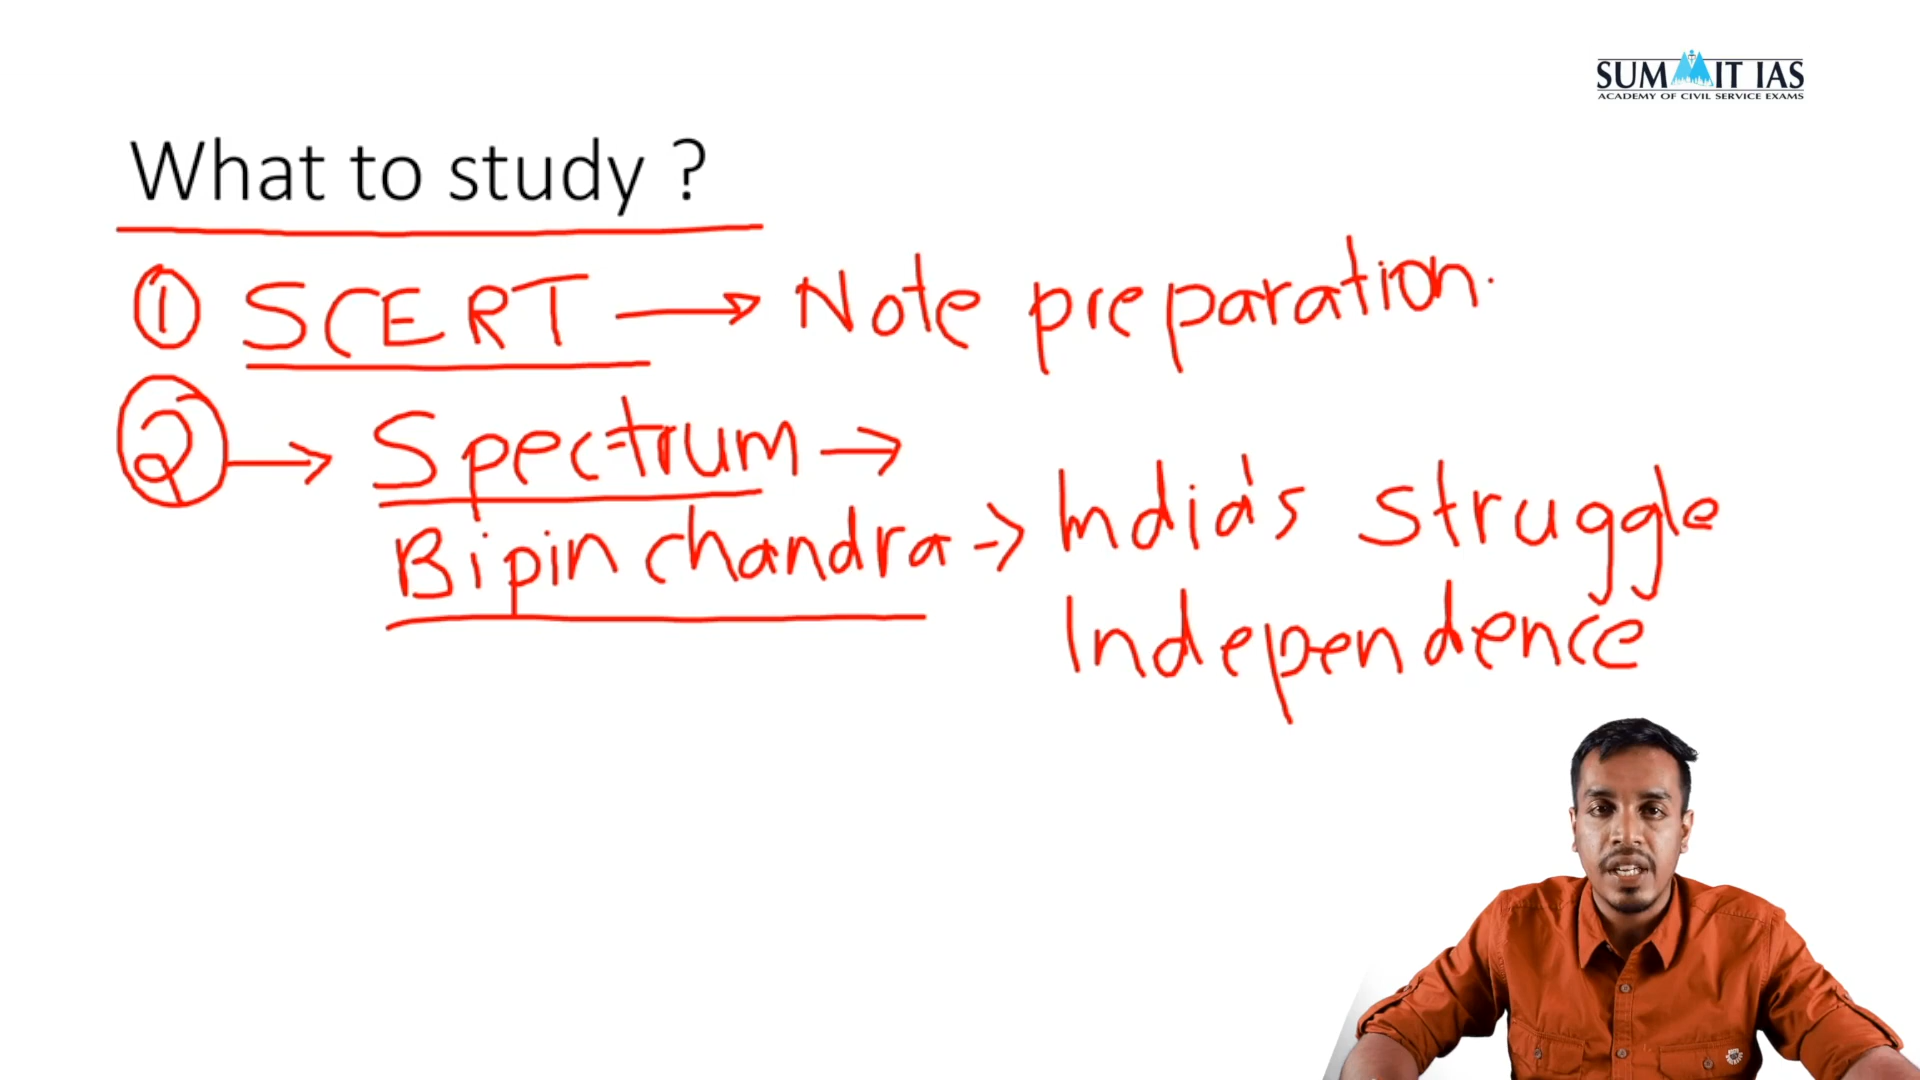 SUMMIT IAS
ACADEMY OF CIVIL SERVICE EXAMS
What to study ?
1 SCERT → Note preparation.
2 → Spectrum →
Bipin chandra → India's struggle
Independence